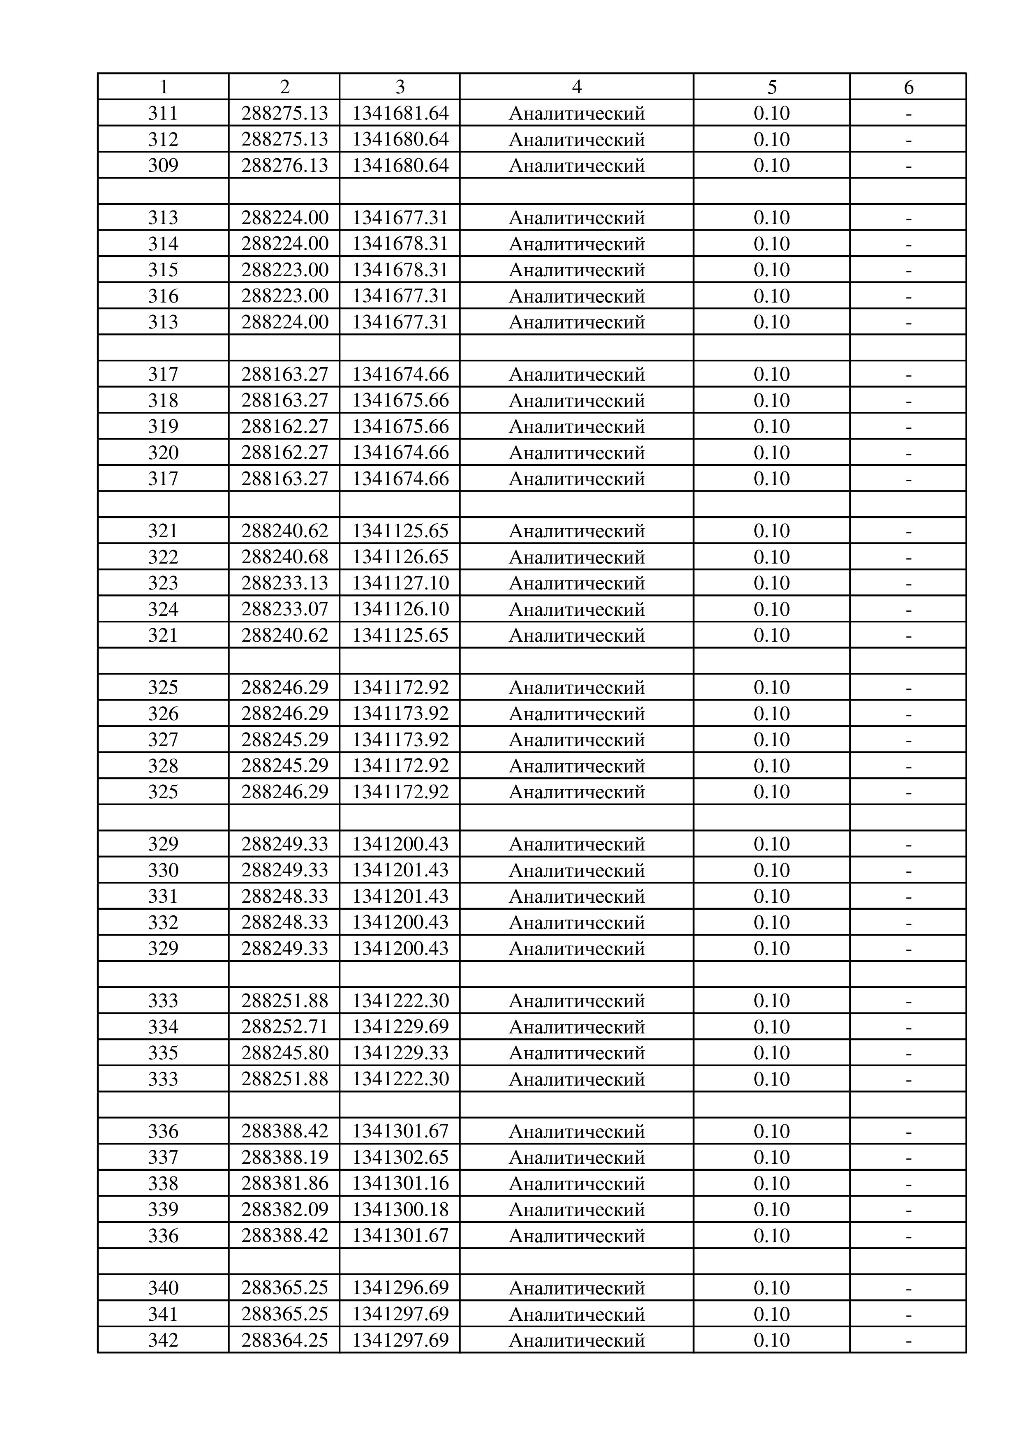 1 2 3 4 5 6
311 288275.13 1341681.64 Аналитический 0.10 -
312 288275.13 1341680.64 Аналитический 0.10 -
309 288276.13 1341680.64 Аналитический 0.10 -
313 288224.00 1341677.31 Аналитический 0.10 -
314 288224.00 1341678.31 Аналитический 0.10 -
315 288223.00 1341678.31 Аналитический 0.10 -
316 288223.00 1341677.31 Аналитический 0.10 -
313 288224.00 1341677.31 Аналитический 0.10 -
317 288163.27 1341674.66 Аналитический 0.10 -
318 288163.27 1341675.66 Аналитический 0.10 -
319 288162.27 1341675.66 Аналитический 0.10 -
320 288162.27 1341674.66 Аналитический 0.10 -
317 288163.27 1341674.66 Аналитический 0.10 -
321 288240.62 1341125.65 Аналитический 0.10 -
322 288240.68 1341126.65 Аналитический 0.10 -
323 288233.13 1341127.10 Аналитический 0.10 -
324 288233.07 1341126.10 Аналитический 0.10 -
321 288240.62 1341125.65 Аналитический 0.10 -
325 288246.29 1341172.92 Аналитический 0.10 -
326 288246.29 1341173.92 Аналитический 0.10 -
327 288245.29 1341173.92 Аналитический 0.10 -
328 288245.29 1341172.92 Аналитический 0.10 -
325 288246.29 1341172.92 Аналитический 0.10 -
329 288249.33 1341200.43 Аналитический 0.10 -
330 288249.33 1341201.43 Аналитический 0.10 -
331 288248.33 1341201.43 Аналитический 0.10 -
332 288248.33 1341200.43 Аналитический 0.10 -
329 288249.33 1341200.43 Аналитический 0.10 -
333 288251.88 1341222.30 Аналитический 0.10 -
334 288252.71 1341229.69 Аналитический 0.10 -
335 288245.80 1341229.33 Аналитический 0.10 -
333 288251.88 1341222.30 Аналитический 0.10 -
336 288388.42 1341301.67 Аналитический 0.10 -
337 288388.19 1341302.65 Аналитический 0.10 -
338 288381.86 1341301.16 Аналитический 0.10 -
339 288382.09 1341300.18 Аналитический 0.10 -
336 288388.42 1341301.67 Аналитический 0.10 -
340 288365.25 1341296.69 Аналитический 0.10 -
341 288365.25 1341297.69 Аналитический 0.10 -
342 288364.25 1341297.69 Аналитический 0.10 -